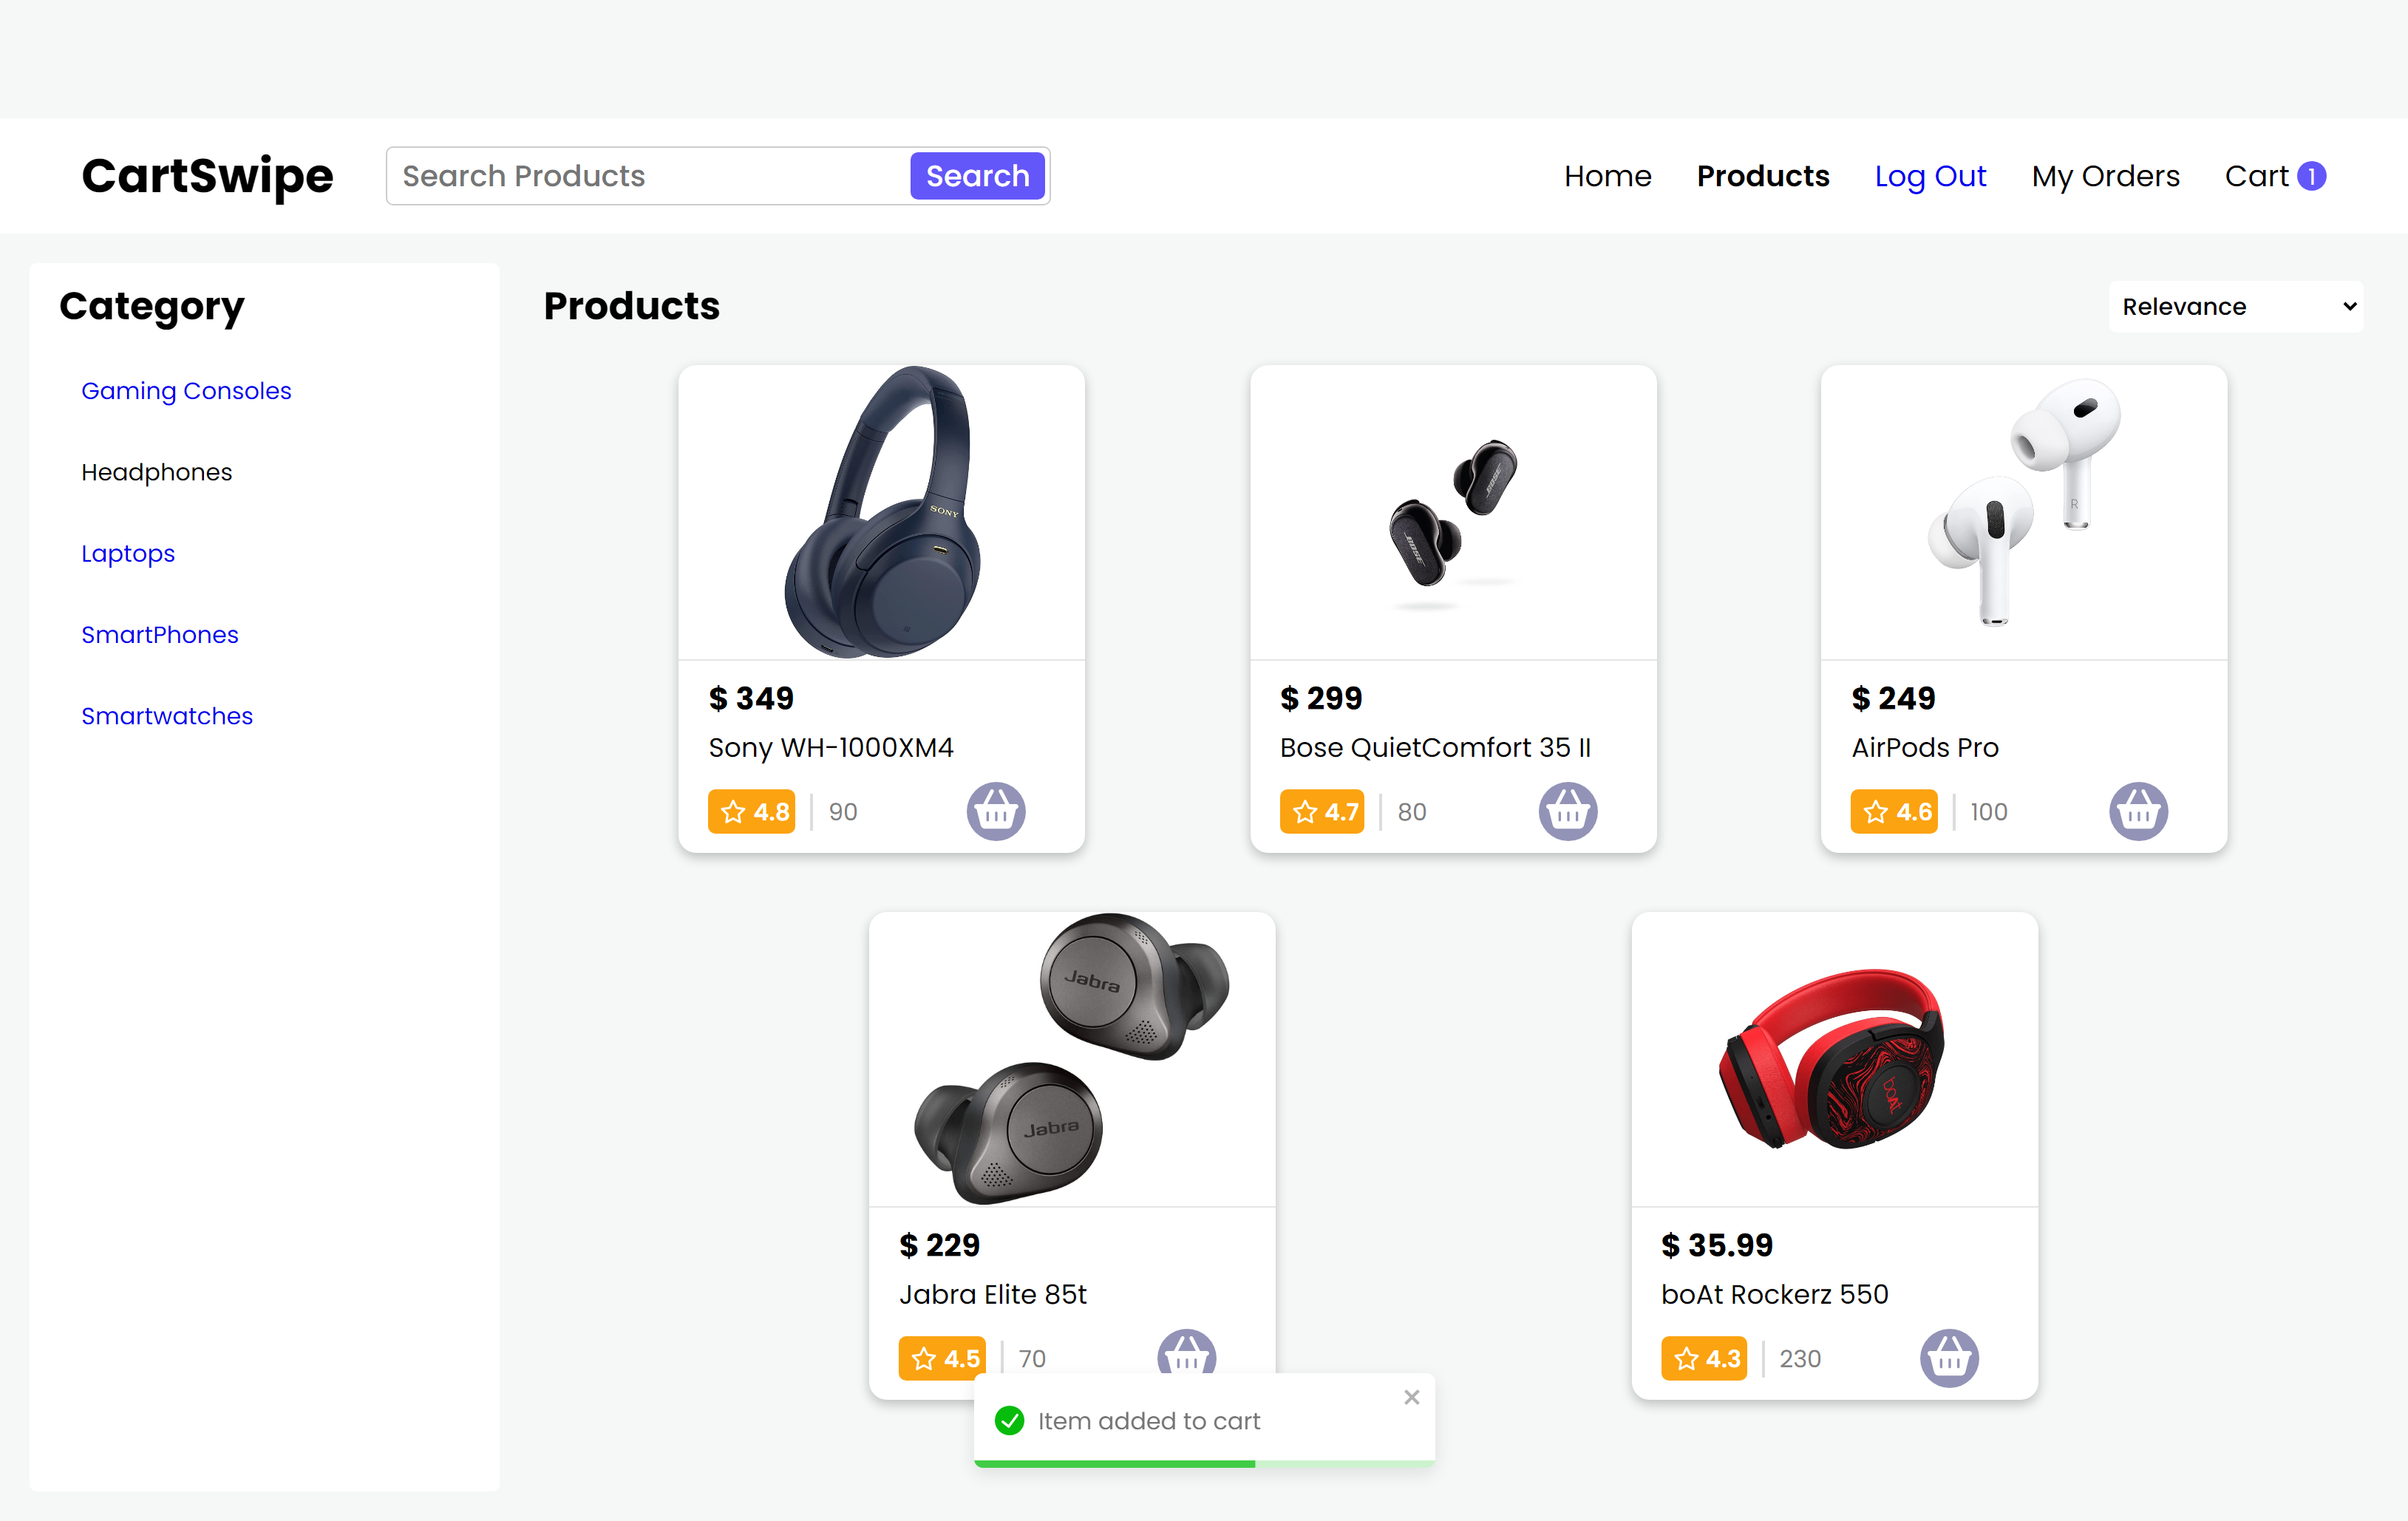 CartSwipe
Search Products
Search
Home
Products
Log Out
My Orders
Cart 1
Category
Gaming Consoles
Headphones
Laptops
SmartPhones
Smartwatches
Products
Relevance
SONY
$ 349
Sony WH-1000XM4
4.8
90
BOSE
BOSE
$ 299
Bose QuietComfort 35 II
4.7
80
R
$ 249
AirPods Pro
4.6
100
Jabra
Jabra
$ 229
Jabra Elite 85t
4.5
70
boAt
$ 35.99
boAt Rockerz 550
4.3
230
Item added to cart